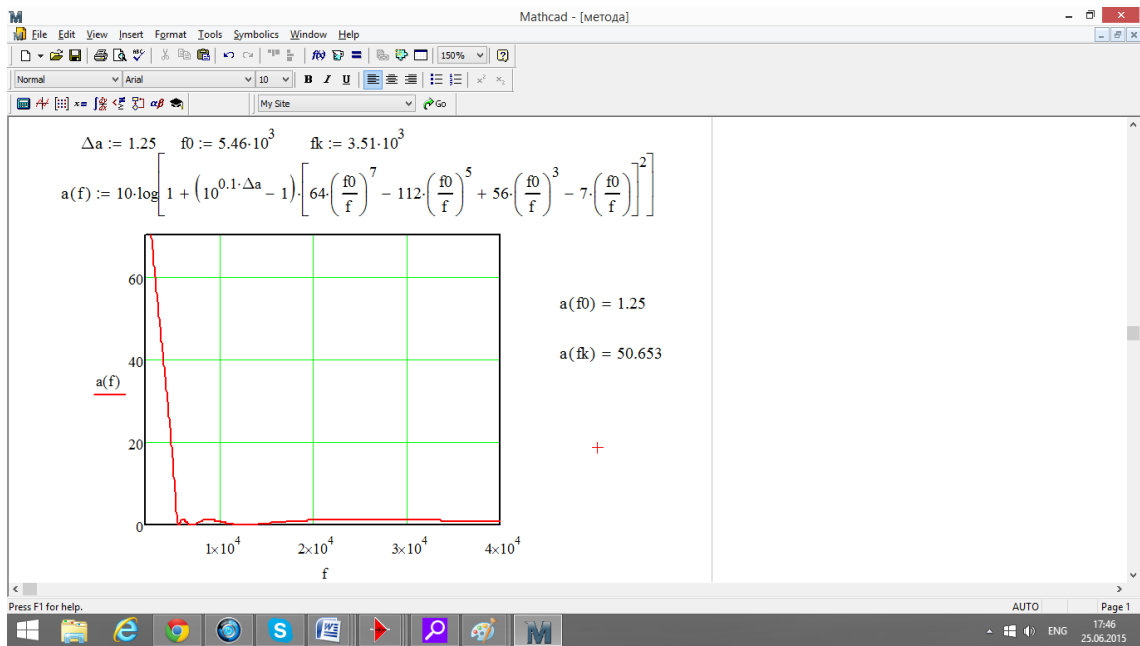 Mathcad - [метода]
File Edit View Insert Format Tools Symbolics Window Help
150%
Normal Arial 10 B I U
My Site Go
Δa := 1.25 f0 := 5.46·10^3 fk := 3.51·10^3
a(f) := 10·log[1 + (10^(0.1·Δa) − 1)·[64·(f0/f)^7 − 112·(f0/f)^5 + 56·(f0/f)^3 − 7·(f0/f)]^2]
60
a(f0) = 1.25
a(fk) = 50.653
40
a(f)
20
0
1×10^4 2×10^4 3×10^4 4×10^4
f
Press F1 for help. AUTO Page 1
ENG 17:46
25.06.2015